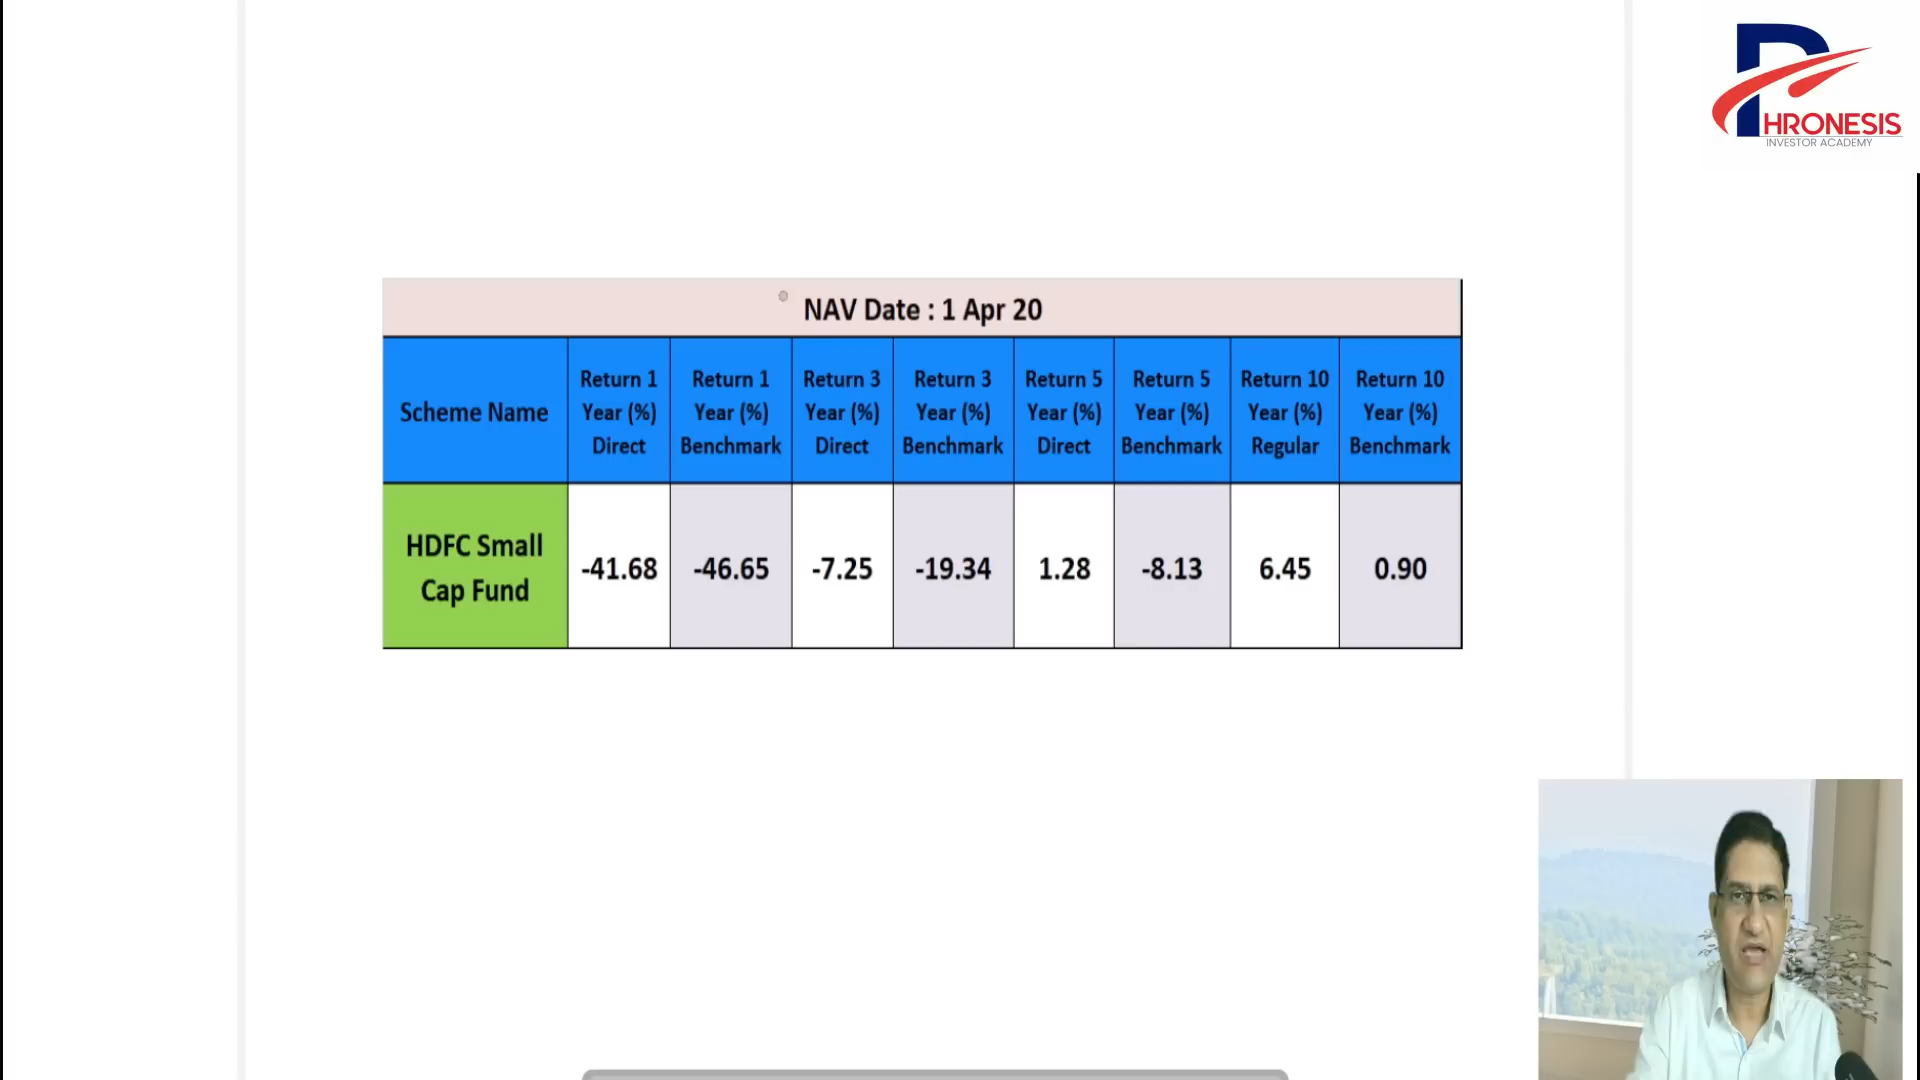 PHRONESIS
INVESTOR ACADEMY
NAV Date : 1 Apr 20
Scheme Name
Return 1
Year (%)
Direct
Return 1
Year (%)
Benchmark
Return 3
Year (%)
Direct
Return 3
Year (%)
Benchmark
Return 5
Year (%)
Direct
Return 5
Year (%)
Benchmark
Return 10
Year (%)
Regular
Return 10
Year (%)
Benchmark
HDFC Small
Cap Fund
-41.68
-46.65
-7.25
-19.34
1.28
-8.13
6.45
0.90